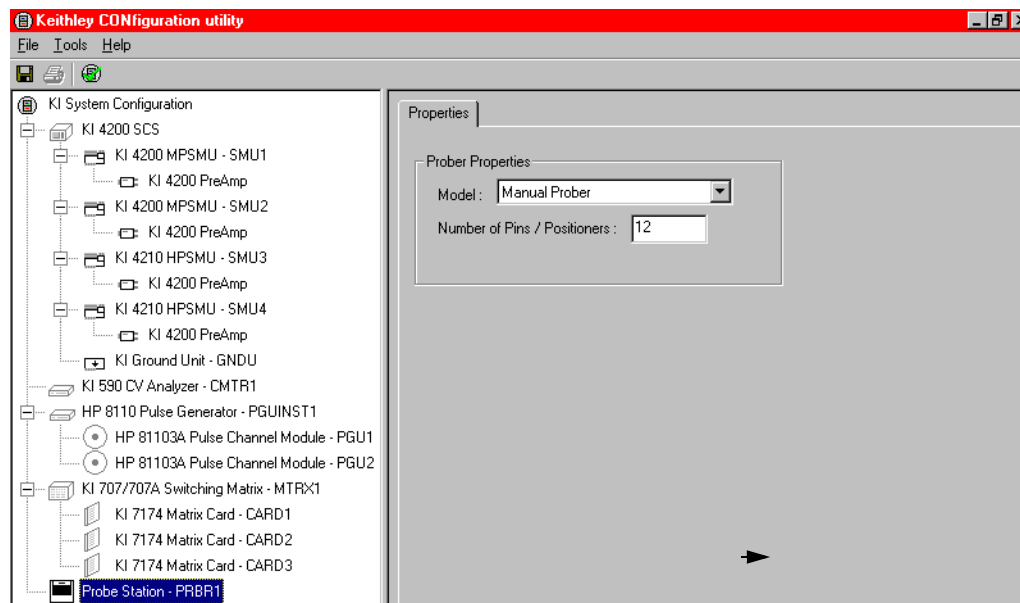 Keithley CONfiguration utility
File Tools Help
KI System Configuration
KI 4200 SCS
KI 4200 MPSMU - SMU1
KI 4200 PreAmp
KI 4200 MPSMU - SMU2
KI 4200 PreAmp
KI 4210 HPSMU - SMU3
KI 4200 PreAmp
KI 4210 HPSMU - SMU4
KI 4200 PreAmp
KI Ground Unit - GNDU
KI 590 CV Analyzer - CMTR1
HP 8110 Pulse Generator - PGUINST1
HP 81103A Pulse Channel Module - PGU1
HP 81103A Pulse Channel Module - PGU2
KI 707/707A Switching Matrix - MTRX1
KI 7174 Matrix Card - CARD1
KI 7174 Matrix Card - CARD2
KI 7174 Matrix Card - CARD3
Probe Station - PRBR1
Properties
Prober Properties
Model : Manual Prober
Number of Pins / Positioners : 12